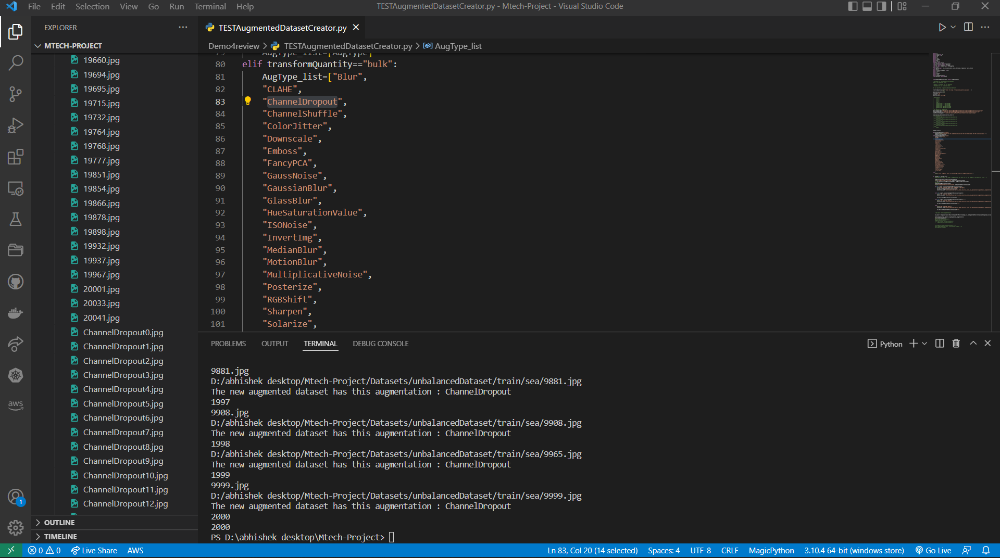 File Edit Selection View Go Run Terminal Help
TESTAugmentedDatasetCreator.py - Mtech-Project - Visual Studio Code
EXPLORER
MTECH-PROJECT
19660.jpg
19694.jpg
19695.jpg
19715.jpg
19732.jpg
19764.jpg
19768.jpg
19777.jpg
19851.jpg
19854.jpg
19866.jpg
19878.jpg
19898.jpg
19932.jpg
19937.jpg
19967.jpg
20001.jpg
20033.jpg
20041.jpg
ChannelDropout0.jpg
ChannelDropout1.jpg
ChannelDropout2.jpg
ChannelDropout3.jpg
ChannelDropout4.jpg
ChannelDropout5.jpg
ChannelDropout6.jpg
ChannelDropout7.jpg
ChannelDropout8.jpg
ChannelDropout9.jpg
ChannelDropout10.jpg
ChannelDropout11.jpg
ChannelDropout12.jpg
OUTLINE
TIMELINE
aws
1
TESTAugmentedDatasetCreator.py
Demo4review > TESTAugmentedDatasetCreator.py > AugType_list
79 AugType_list=[AugType]
80 elif transformQuantity=="bulk":
81 AugType_list=["Blur",
82 "CLAHE",
83 "ChannelDropout",
84 "ChannelShuffle",
85 "ColorJitter",
86 "Downscale",
87 "Emboss",
88 "FancyPCA",
89 "GaussNoise",
90 "GaussianBlur",
91 "GlassBlur",
92 "HueSaturationValue",
93 "ISONoise",
94 "InvertImg",
95 "MedianBlur",
96 "MotionBlur",
97 "MultiplicativeNoise",
98 "Posterize",
99 "RGBShift",
100 "Sharpen",
101 "Solarize",
PROBLEMS OUTPUT TERMINAL DEBUG CONSOLE
Python
9881.jpg
D:/abhishek desktop/Mtech-Project/Datasets/unbalancedDataset/train/sea/9881.jpg
The new augmented dataset has this augmentation : ChannelDropout
1997
9908.jpg
D:/abhishek desktop/Mtech-Project/Datasets/unbalancedDataset/train/sea/9908.jpg
The new augmented dataset has this augmentation : ChannelDropout
1998
D:/abhishek desktop/Mtech-Project/Datasets/unbalancedDataset/train/sea/9965.jpg
The new augmented dataset has this augmentation : ChannelDropout
1999
9999.jpg
D:/abhishek desktop/Mtech-Project/Datasets/unbalancedDataset/train/sea/9999.jpg
The new augmented dataset has this augmentation : ChannelDropout
2000
2000
PS D:\abhishek desktop\Mtech-Project>
0 0 Live Share AWS
Ln 83, Col 20 (14 selected) Spaces: 4 UTF-8 CRLF MagicPython 3.10.4 64-bit (windows store) Go Live